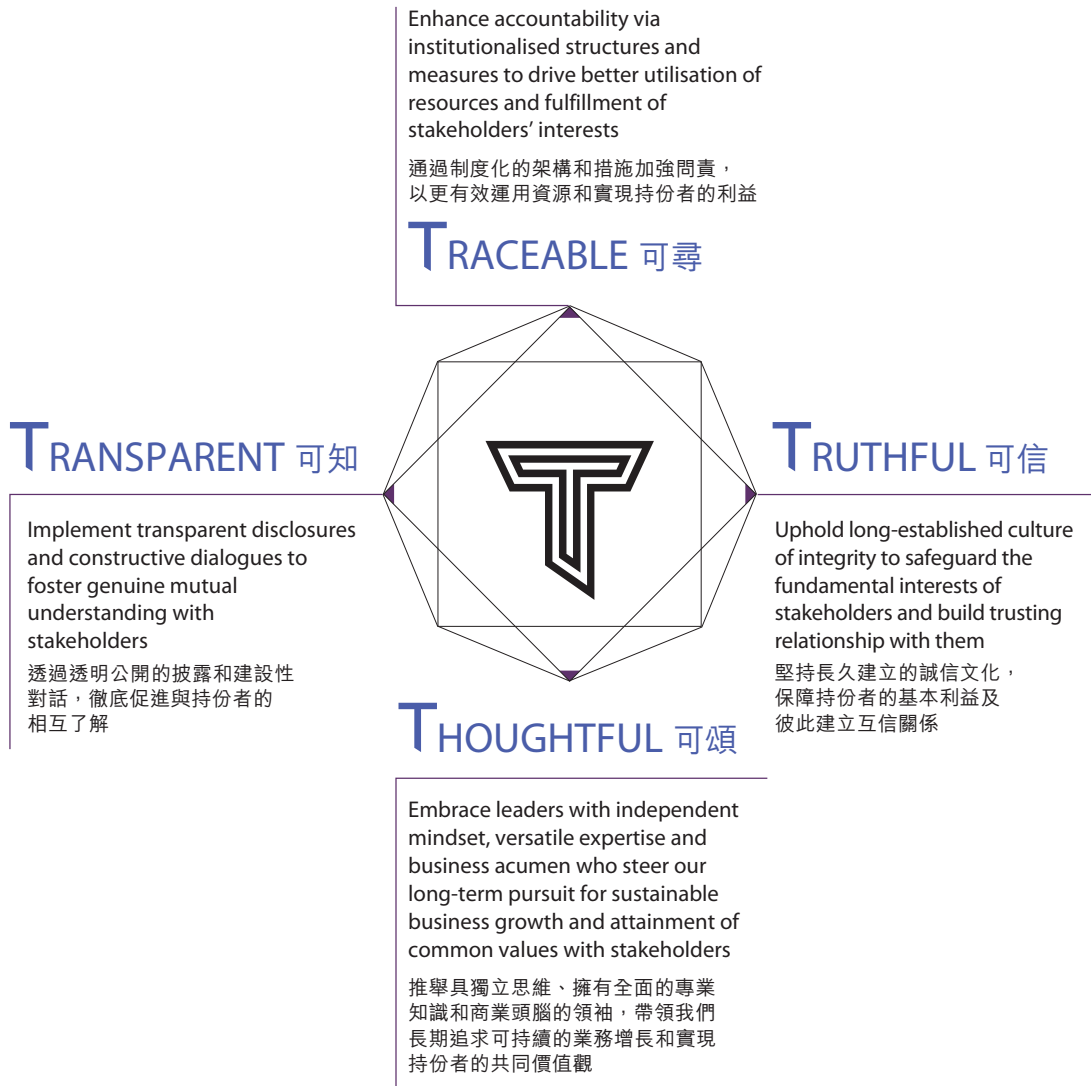 Enhance accountability via
institutionalised structures and
measures to drive better utilisation of
resources and fulfillment of
stakeholders’ interests
通過制度化的架構和措施加強問責，
以更有效運用資源和實現持份者的利益
TRACEABLE 可尋
TRANSPARENT 可知
Implement transparent disclosures
and constructive dialogues to
foster genuine mutual
understanding with
stakeholders
透過透明公開的披露和建設性
對話，徹底促進與持份者的
相互了解
T
TRUTHFUL 可信
Uphold long-established culture
of integrity to safeguard the
fundamental interests of
stakeholders and build trusting
relationship with them
堅持長久建立的誠信文化，
保障持份者的基本利益及
彼此建立互信關係
THOUGHTFUL 可頌
Embrace leaders with independent
mindset, versatile expertise and
business acumen who steer our
long-term pursuit for sustainable
business growth and attainment of
common values with stakeholders
推舉具獨立思維、擁有全面的專業
知識和商業頭腦的領袖，帶領我們
長期追求可持續的業務增長和實現
持份者的共同價值觀